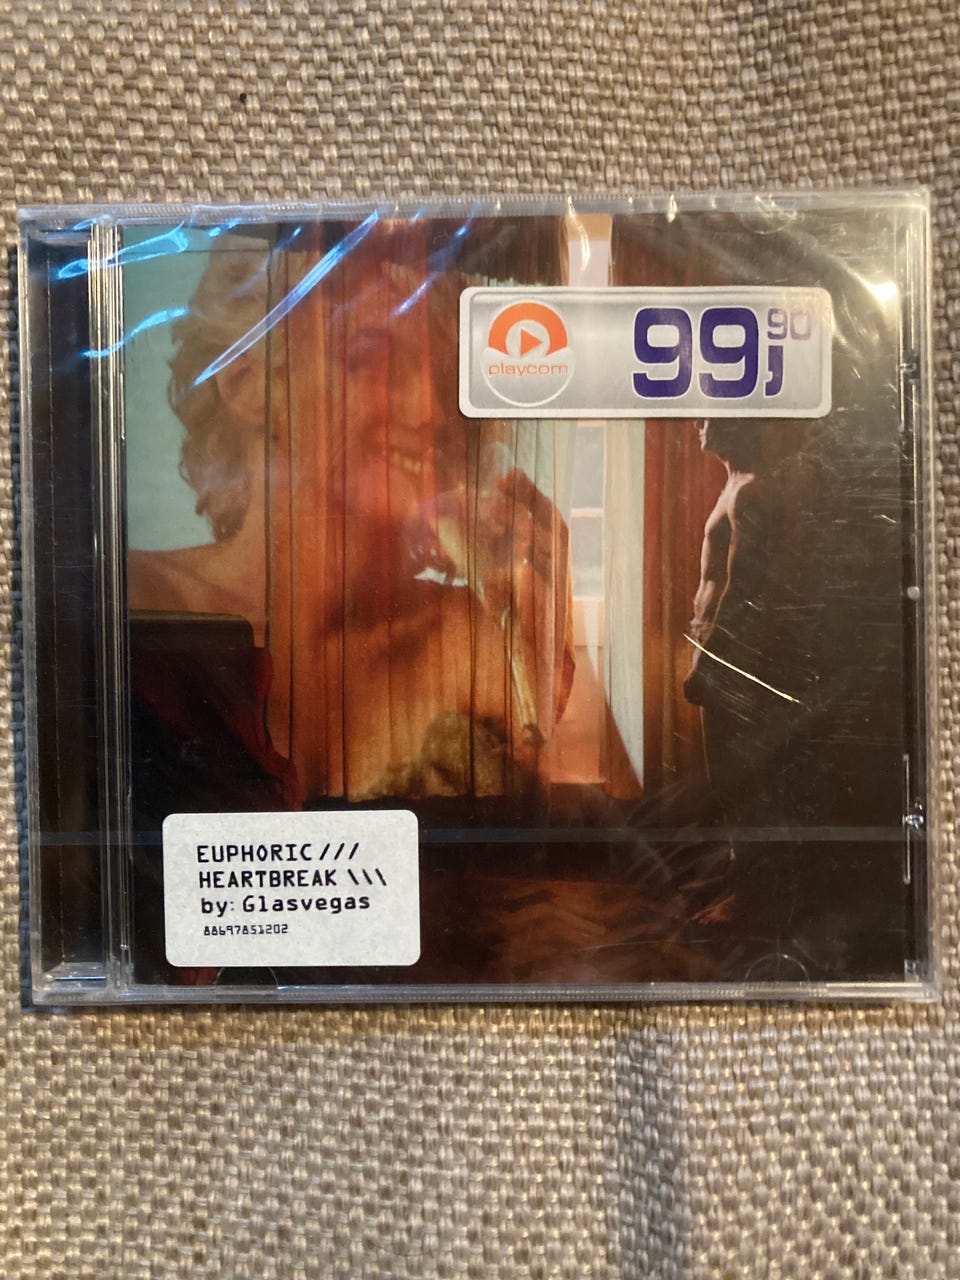 playcom
99,90
EUPHORIC ///
HEARTBREAK \\\
by: Glasvegas
88697851202